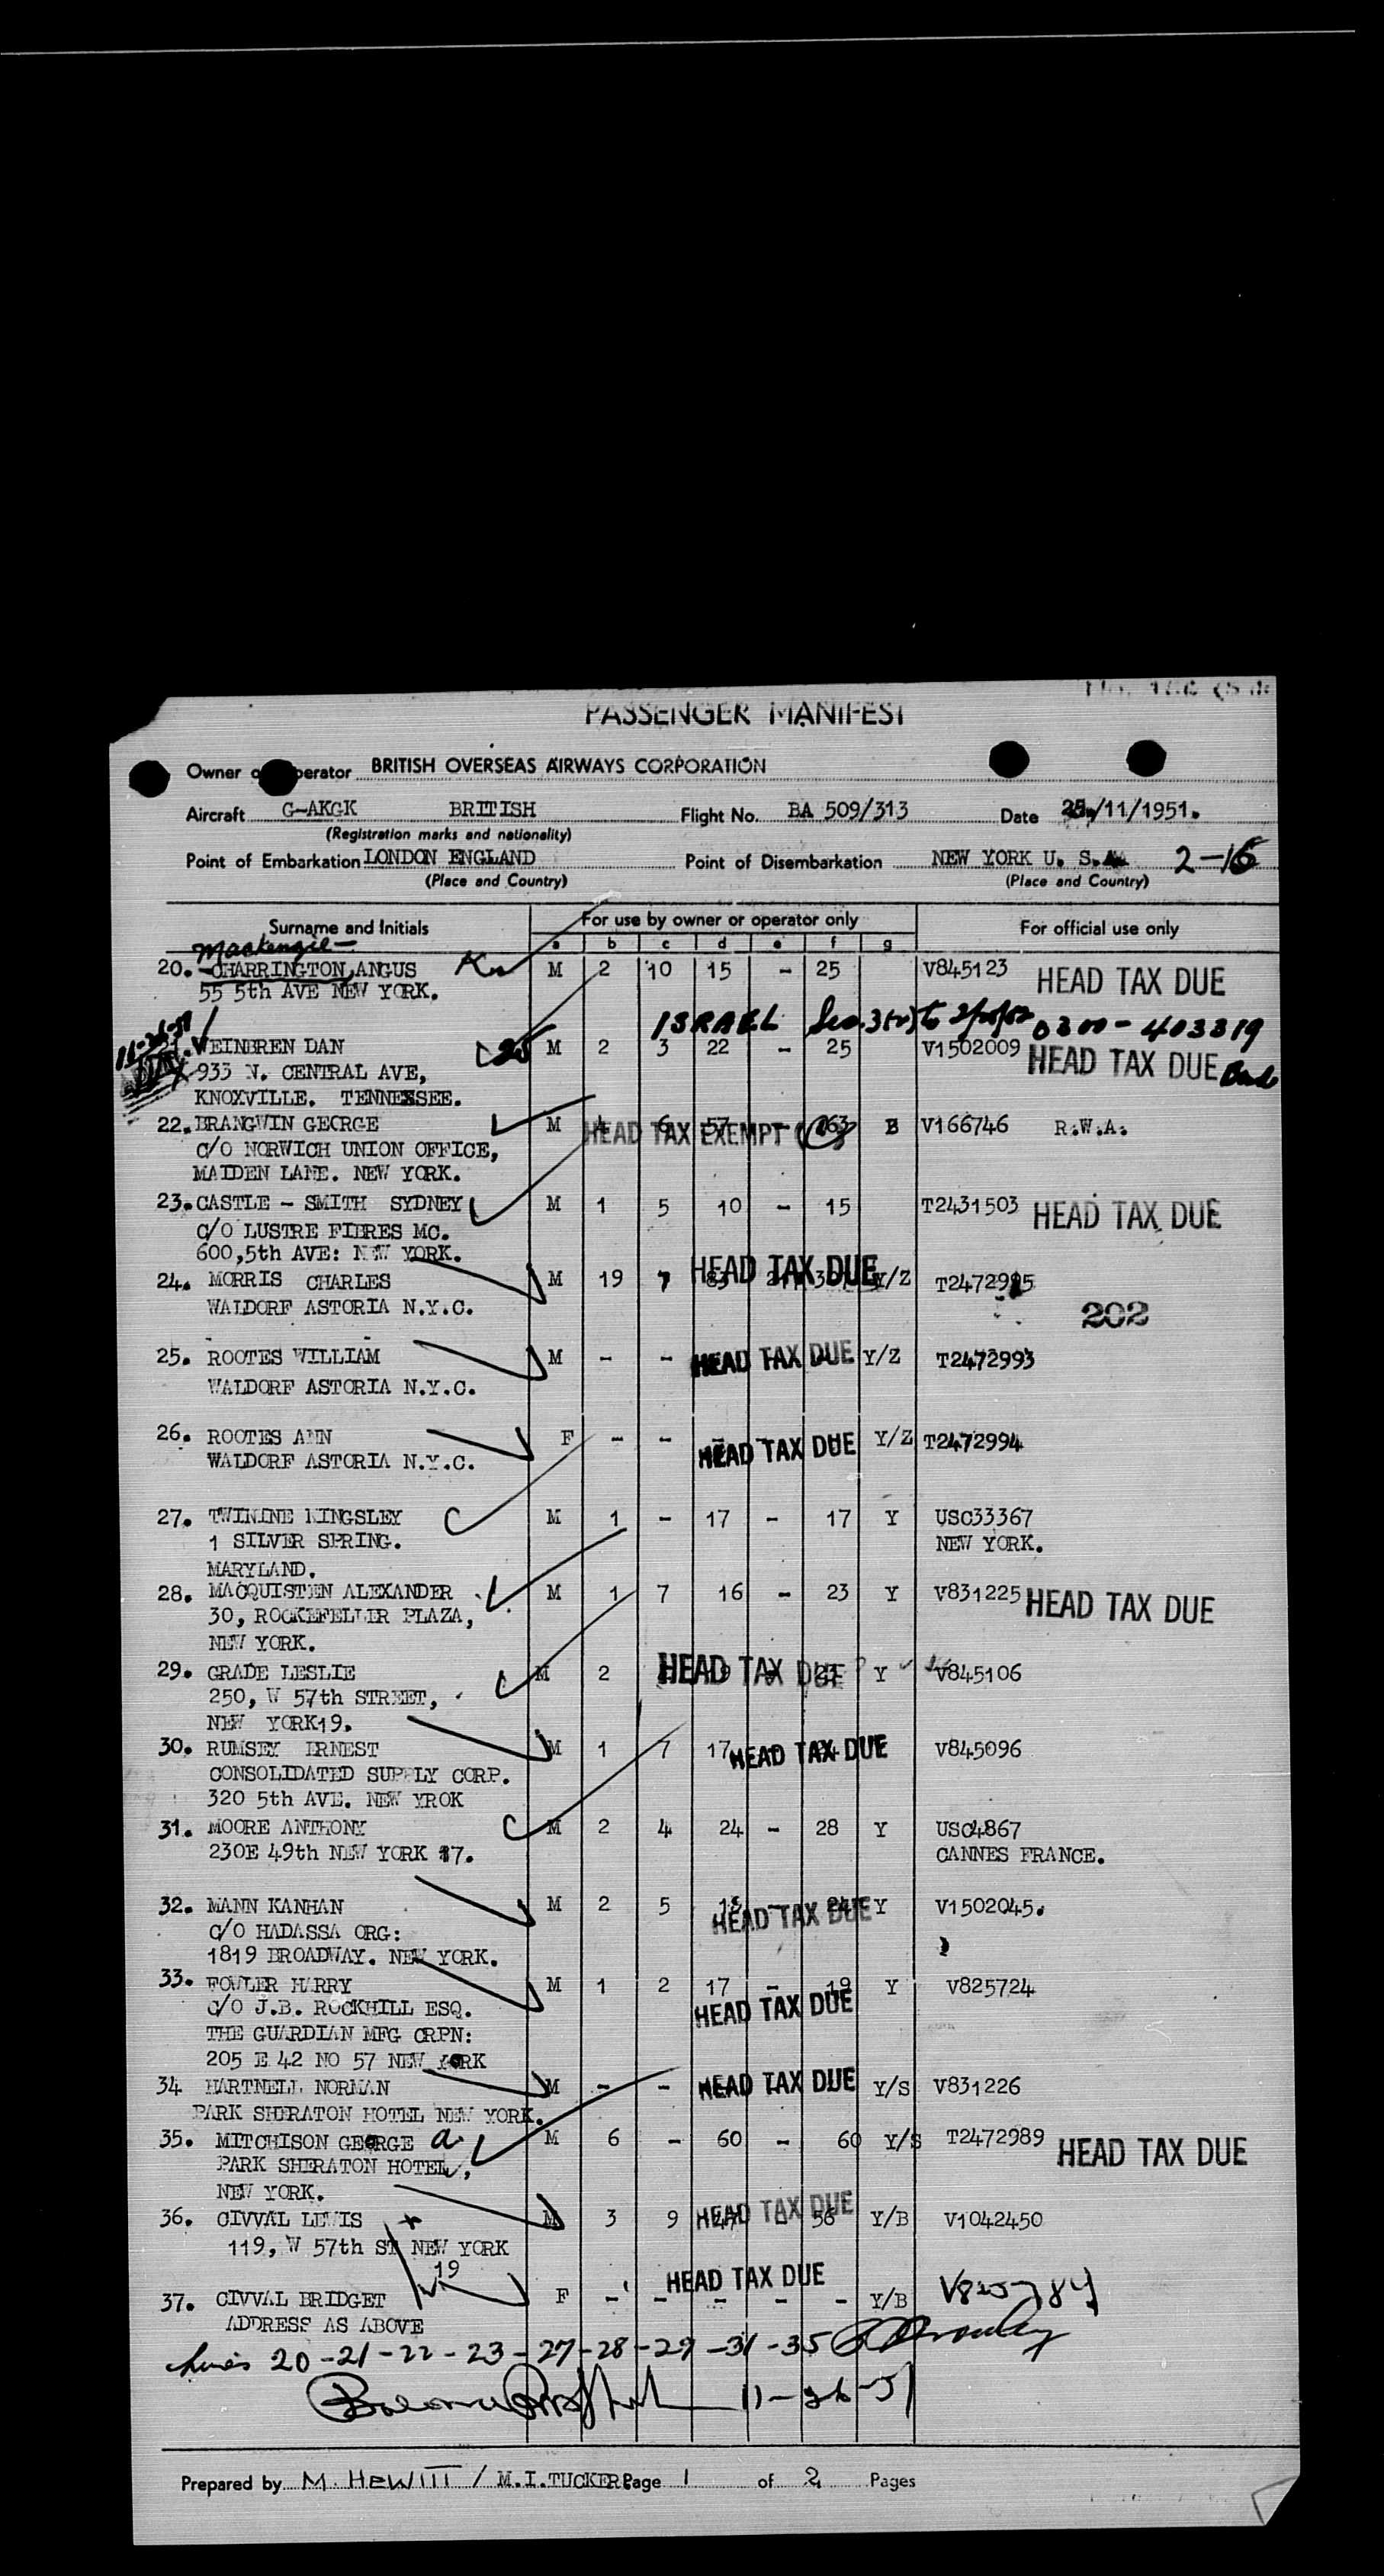 PASSENGER MANIFEST
Owner or Operator BRITISH OVERSEAS AIRWAYS CORPORATION
Aircraft G-AKGK BRITISH Flight No. BA 509/313 Date /11/1951.
(Registration marks and nationality)
Point of Embarkation LONDON ENGLAND Point of Disembarkation NEW YORK U. S. 2-16
(Place and Country) (Place and Country)
Surname and Initials For use by owner or operator only For official use only
a b c d e f g
Mackenzie-
20. CHARRINGTON, ANGUS M 2 10 15 - 25 V845123 HEAD TAX DUE
55 5th AVE NEW YORK.
ISRAEL Sec. 3(2) to 0300-403319
WEINBREN DAN M 2 3 22 - 25 V1502009 HEAD TAX DUE
933 N. CENTRAL AVE,
KNOXVILLE. TENNESSEE.
22. BRANGWIN GEORGE M 4 6 57 - 63 B V166746 R.W.A.
HEAD TAX EXEMPT
C/O NORWICH UNION OFFICE,
MAIDEN LANE. NEW YORK.
23. CASTLE - SMITH SYDNEY M 1 5 10 - 15 T2431503 HEAD TAX DUE
C/O LUSTRE FIBRES MC.
600,5th AVE: NEW YORK.
24. MORRIS CHARLES M 19 7 HEAD TAX DUE Y/Z
WALDORF ASTORIA N.Y.C. 202
25. ROOTES WILLIAM M - - HEAD TAX DUE Y/Z T2472993
WALDORF ASTORIA N.Y.C.
26. ROOTES ANN F - - HEAD TAX DUE Y/Z T2472994
WALDORF ASTORIA N.Y.C.
27. TWINING KINGSLEY M 1 - 17 - 17 Y USC33367
1 SILVER SPRING. NEW YORK.
MARYLAND.
28. MACQUISTEN ALEXANDER M 1 7 16 - 23 Y V831225 HEAD TAX DUE
30, ROCKEFELLER PLAZA,
NEW YORK.
29. GRADE LESLIE M 2 HEAD TAX DUE Y V845106
250, W 57th STREET,
NEW YORK19.
30. RUMSEY ERNEST M 1 7 17 HEAD TAX DUE V845096
CONSOLIDATED SUPPLY CORP.
320 5th AVE. NEW YROK
31. MOORE ANTHONY M 2 4 24 - 28 Y USC4867
230E 49th NEW YORK 17. CANNES FRANCE.
32. MANN KANHAN M 2 5 HEAD TAX DUE Y V1502045.
C/O HADASSA ORG:
1819 BROADWAY. NEW YORK.
33. FOWLER HARRY M 1 2 17 - 19 Y V825724
C/O J.B. ROCKHILL ESQ. HEAD TAX DUE
THE GUARDIAN MFG CRPN:
205 E 42 NO 57 NEW YORK
34 HARTNELL NORMAN M - - HEAD TAX DUE Y/S V831226
PARK SHERATON HOTEL NEW YORK.
35. MITCHISON GEORGE a. M 6 - 60 - 60 Y/S T2472989 HEAD TAX DUE
PARK SHERATON HOTEL,
NEW YORK.
36. CIVVAL LEWIS M 3 9 47 - 56 Y/B V1042450
HEAD TAX DUE
119, W 57th ST NEW YORK
19
37. CIVVAL BRIDGET F - - - - - Y/B V825784
HEAD TAX DUE
ADDRESS AS ABOVE
Lines 20-21-22-23-27-28-29-31-35
11-26-51
Prepared by M. HEWITT / M.I.TUCKER Page 1 of 2 Pages